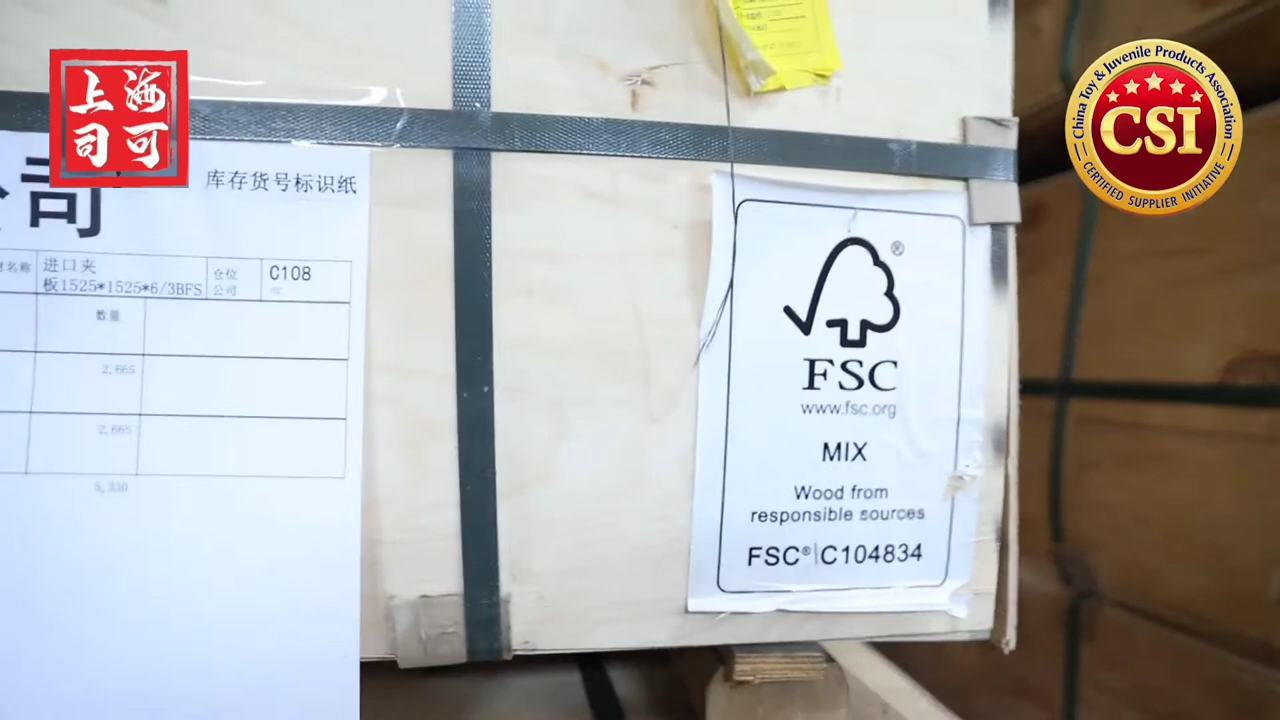 上海
司可
公司
库存货号标识纸
材名称
进口夹
板1525*1525*6/3BFS
仓位
公司
C108
数量
2,665
2,665
5,330
FSC
www.fsc.org
MIX
Wood from
responsible sources
FSC® C104834
China Toy & Juvenile Products Association
CSI
CERTIFIED SUPPLIER INITIATIVE